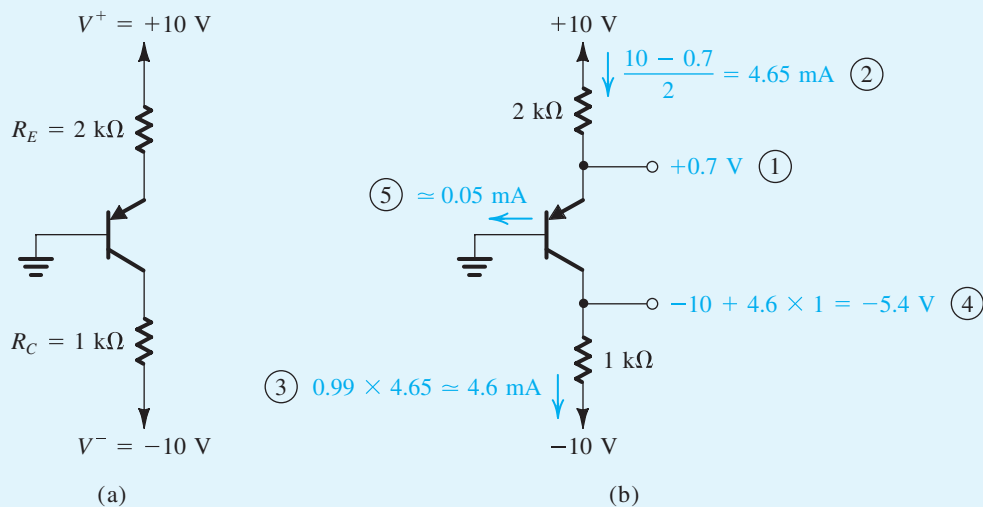 V⁺ = +10 V
R_E = 2 kΩ
R_C = 1 kΩ
V⁻ = −10 V
(a)
+10 V
10 − 0.7 / 2 = 4.65 mA ②
2 kΩ
+0.7 V ①
⑤ ≃ 0.05 mA
−10 + 4.6 × 1 = −5.4 V ④
1 kΩ
③ 0.99 × 4.65 ≃ 4.6 mA
−10 V
(b)